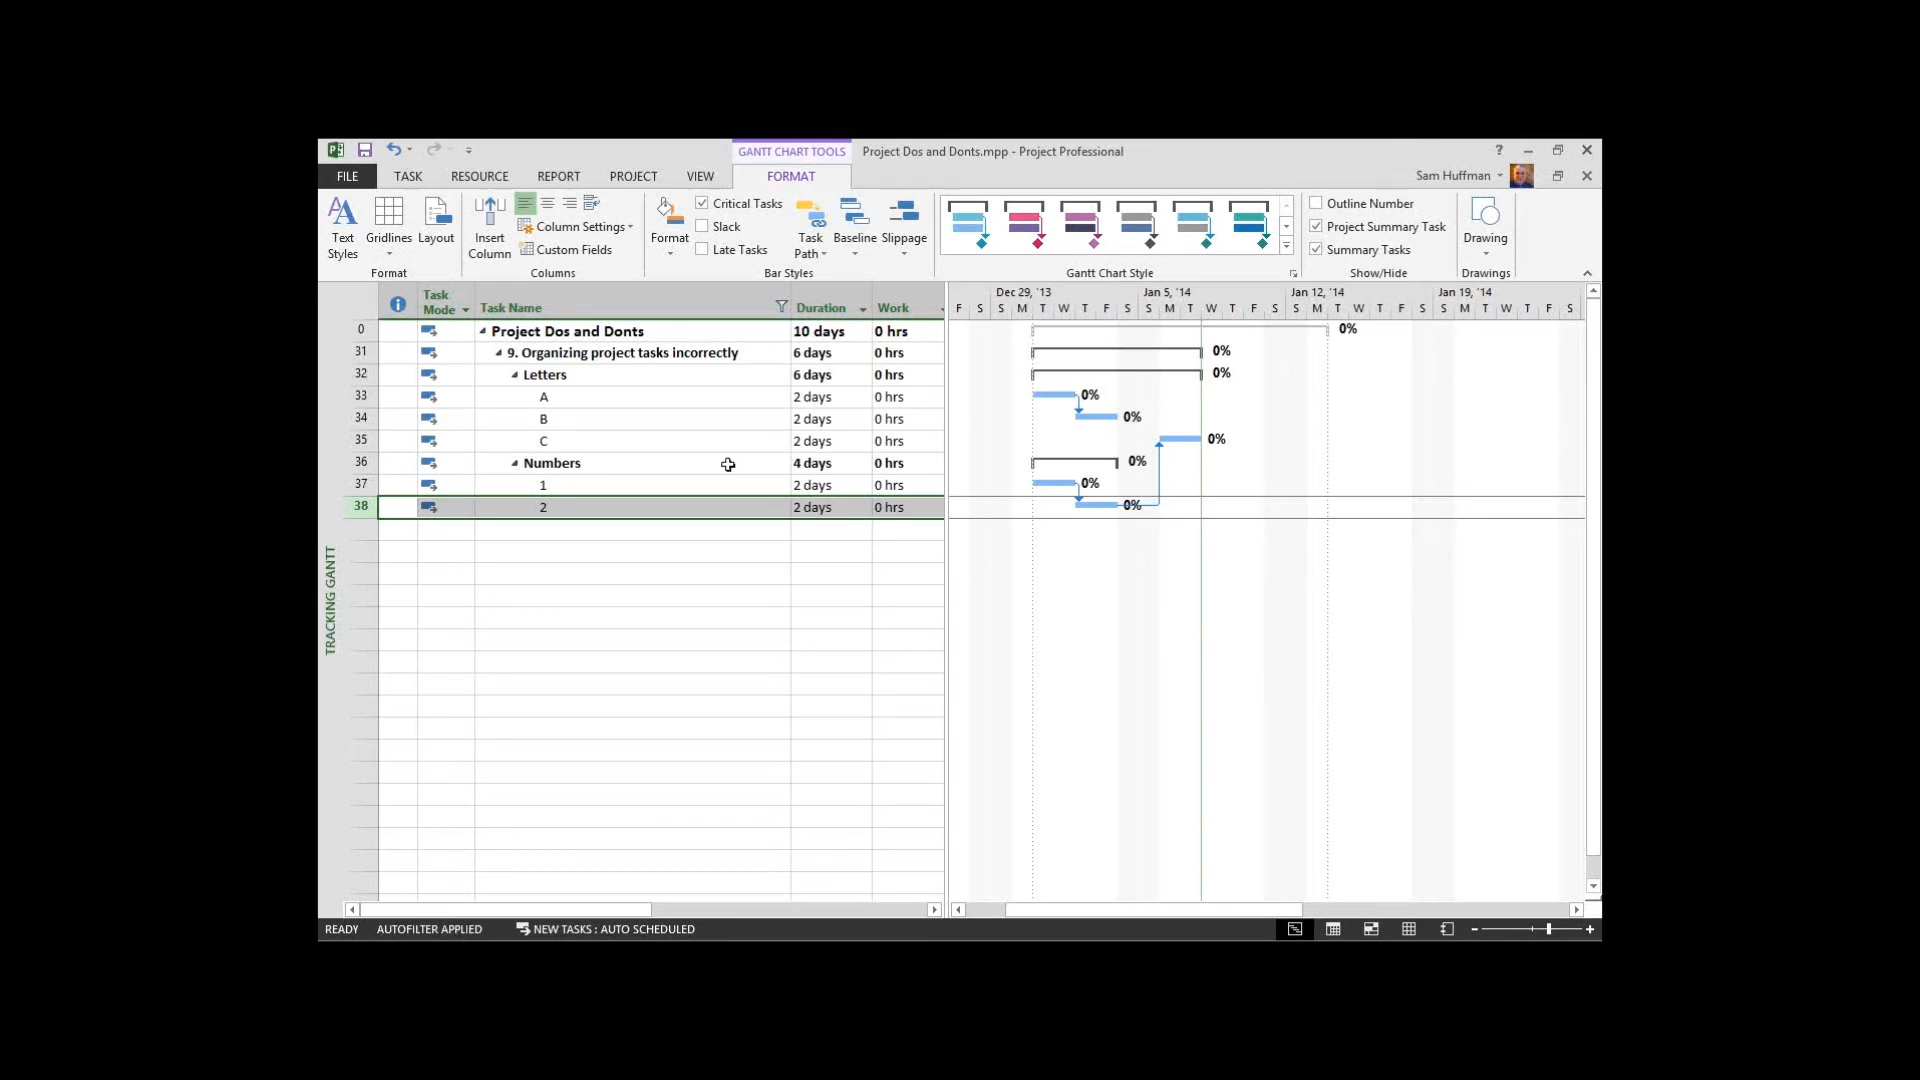 GANTT CHART TOOLS Project Dos and Donts.mpp - Project Professional ?
FILE TASK RESOURCE REPORT PROJECT VIEW FORMAT Sam Huffman
Text Styles Gridlines Layout
Format
Insert Column Column Settings Custom Fields
Columns
Format Critical Tasks Slack Late Tasks Task Path Baseline Slippage
Bar Styles
Gantt Chart Style
Outline Number
Project Summary Task
Summary Tasks
Show/Hide
Drawing
Drawings
Task Mode Task Name Duration Work
Dec 29, '13 Jan 5, '14 Jan 12, '14 Jan 19, '14
F S S M T W T F S S M T W T F S S M T W T F S S M T W T F S
0 Project Dos and Donts 10 days 0 hrs 0%
31 9. Organizing project tasks incorrectly 6 days 0 hrs 0%
32 Letters 6 days 0 hrs 0%
33 A 2 days 0 hrs 0%
34 B 2 days 0 hrs 0%
35 C 2 days 0 hrs 0%
36 Numbers 4 days 0 hrs 0%
37 1 2 days 0 hrs 0%
38 2 2 days 0 hrs 0%
TRACKING GANTT
READY AUTOFILTER APPLIED NEW TASKS : AUTO SCHEDULED